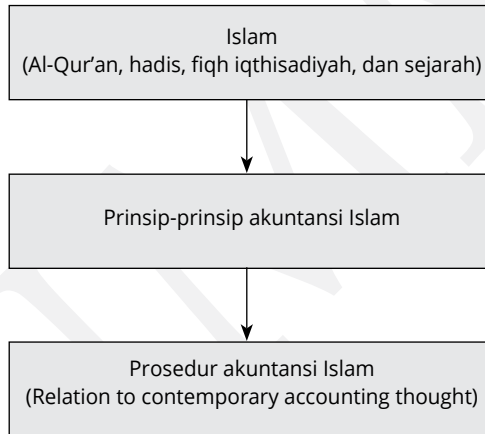 Islam
(Al-Qur'an, hadis, fiqh iqthisadiyah, dan sejarah)
Prinsip-prinsip akuntansi Islam
Prosedur akuntansi Islam
(Relation to contemporary accounting thought)